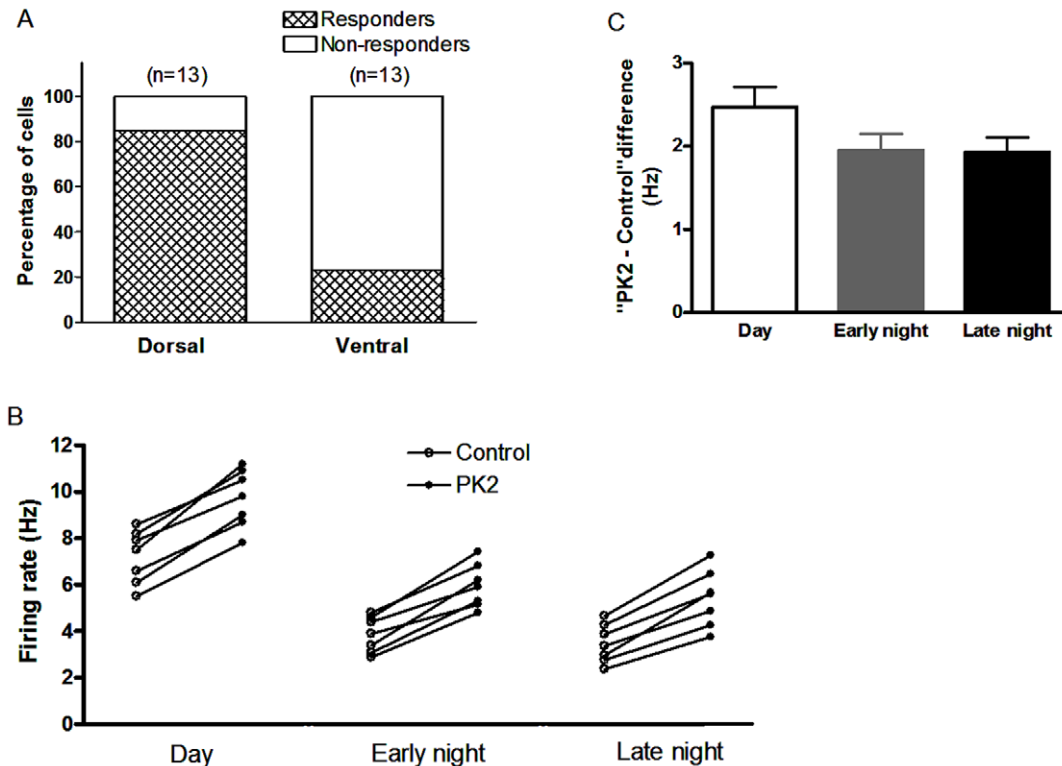 A
Responders
Non-responders
(n=13)
(n=13)
Percentage of cells
100
80
60
40
20
0
Dorsal
Ventral
C
"PK2 - Control"difference
(Hz)
3
2
1
0
Day
Early night
Late night
B
Control
PK2
Firing rate (Hz)
12
10
8
6
4
2
0
Day
Early night
Late night